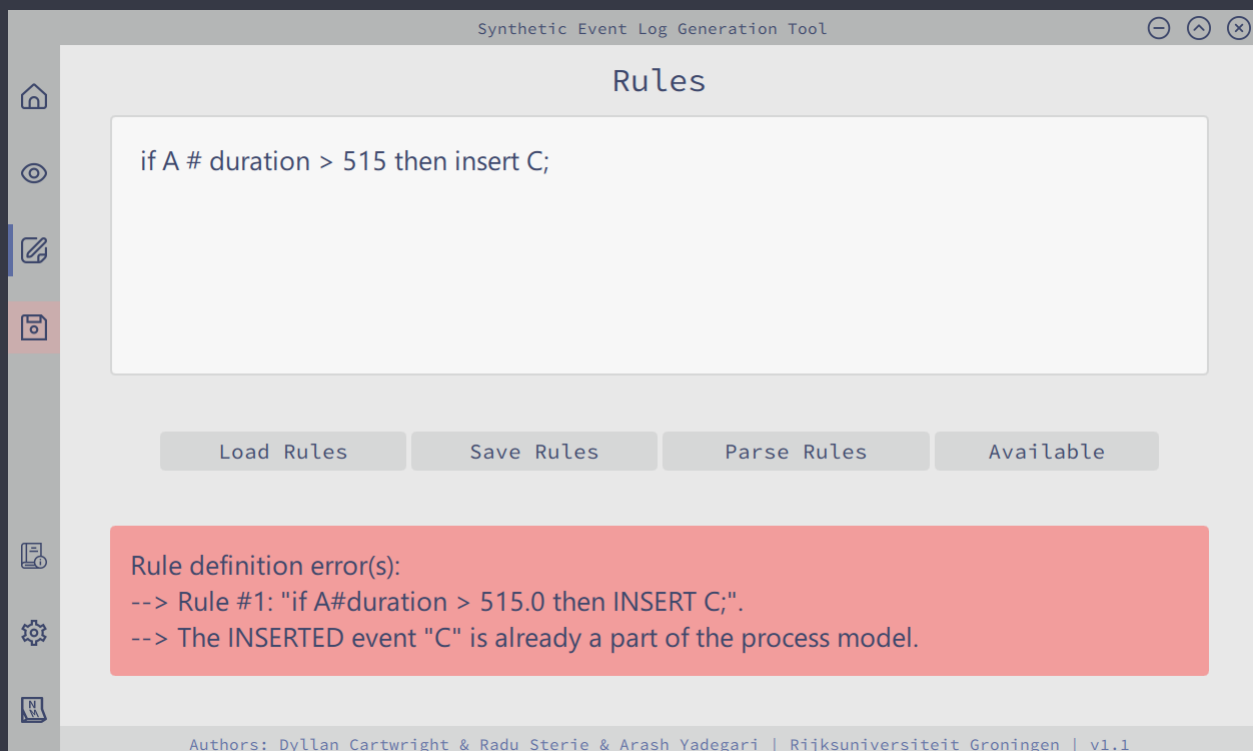 Synthetic Event Log Generation Tool
Rules
if A # duration > 515 then insert C;
Load Rules
Save Rules
Parse Rules
Available
Rule definition error(s):
--> Rule #1: "if A#duration > 515.0 then INSERT C;".
--> The INSERTED event "C" is already a part of the process model.
Authors: Dyllan Cartwright & Radu Sterie & Arash Yadegari | Rijksuniversiteit Groningen | v1.1